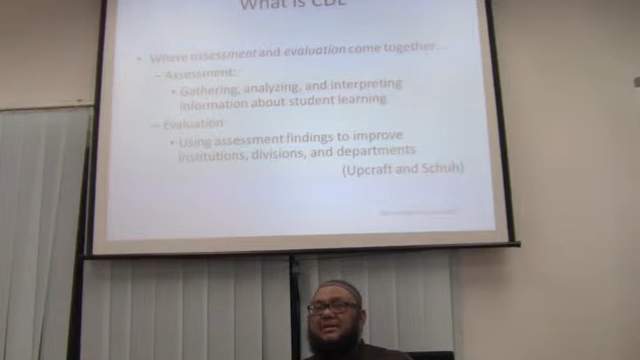 What is CDL
• Where assessment and evaluation come together…
– Assessment:
• Gathering, analyzing, and interpreting
information about student learning
– Evaluation:
• Using assessment findings to improve
institutions, divisions, and departments
(Upcraft and Schuh)